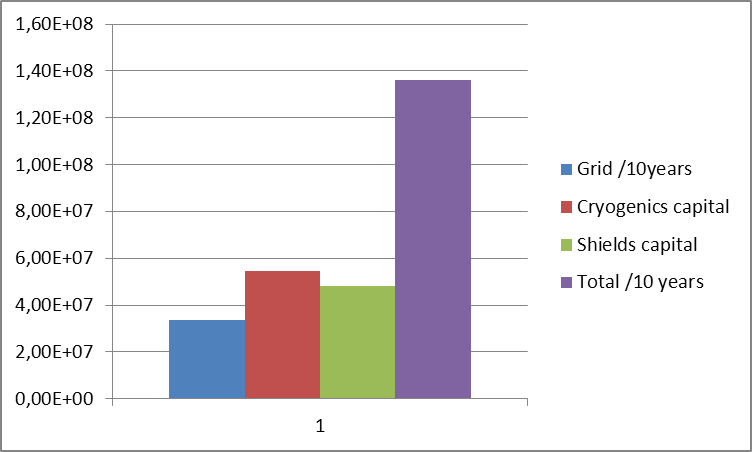 1,60E+08
1,40E+08
1,20E+08
1,00E+08
8,00E+07
6,00E+07
4,00E+07
2,00E+07
0,00E+00
1
Grid /10years
Cryogenics capital
Shields capital
Total /10 years